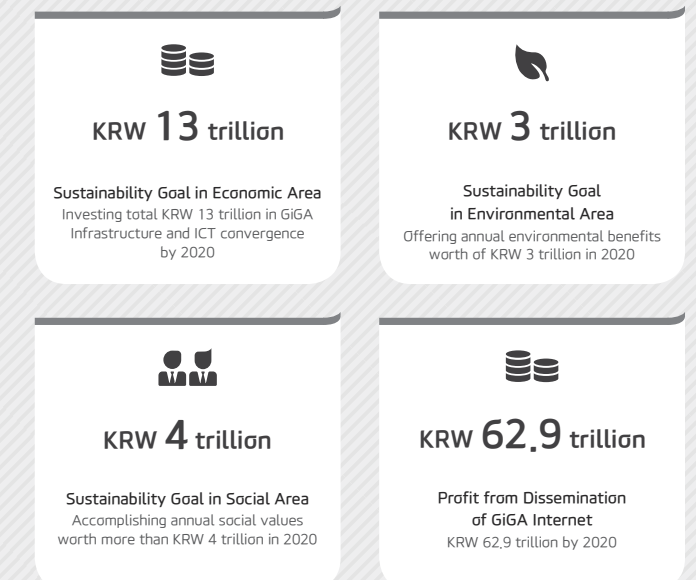 KRW 13 trillion
Sustainability Goal in Economic Area
Investing total KRW 13 trillion in GiGA
Infrastructure and ICT convergence
by 2020
KRW 3 trillion
Sustainability Goal
in Environmental Area
Offering annual environmental benefits
worth of KRW 3 trillion in 2020
KRW 4 trillion
Sustainability Goal in Social Area
Accomplishing annual social values
worth more than KRW 4 trillion in 2020
KRW 62.9 trillion
Profit from Dissemination
of GiGA Internet
KRW 62.9 trillion by 2020